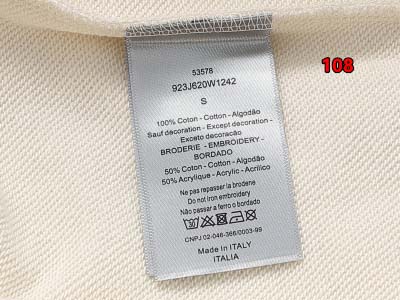 108
53578
923J620W1242
S
100% Coton - Cotton - Algodão
Sauf decoration - Except decoration -
Exceto decoracão
BRODERIE - EMBROIDERY -
BORDADO
50% Coton - Cotton - Algodão
50% Acrylique - Acrylic - Acrílico
Ne pas repasser la broderie
Do not iron embroidery
Não passar a ferro o bordado
CNPJ 02-046-366/0003-99
Made in ITALY
ITALIA